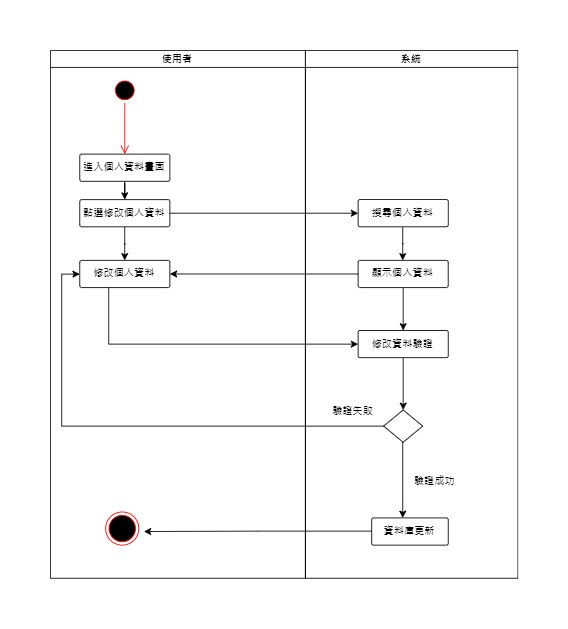 使用者
系統
進入個人資料畫面
點選修改個人資料
搜尋個人資料
修改個人資料
顯示個人資料
修改資料驗證
驗證失敗
驗證成功
資料庫更新